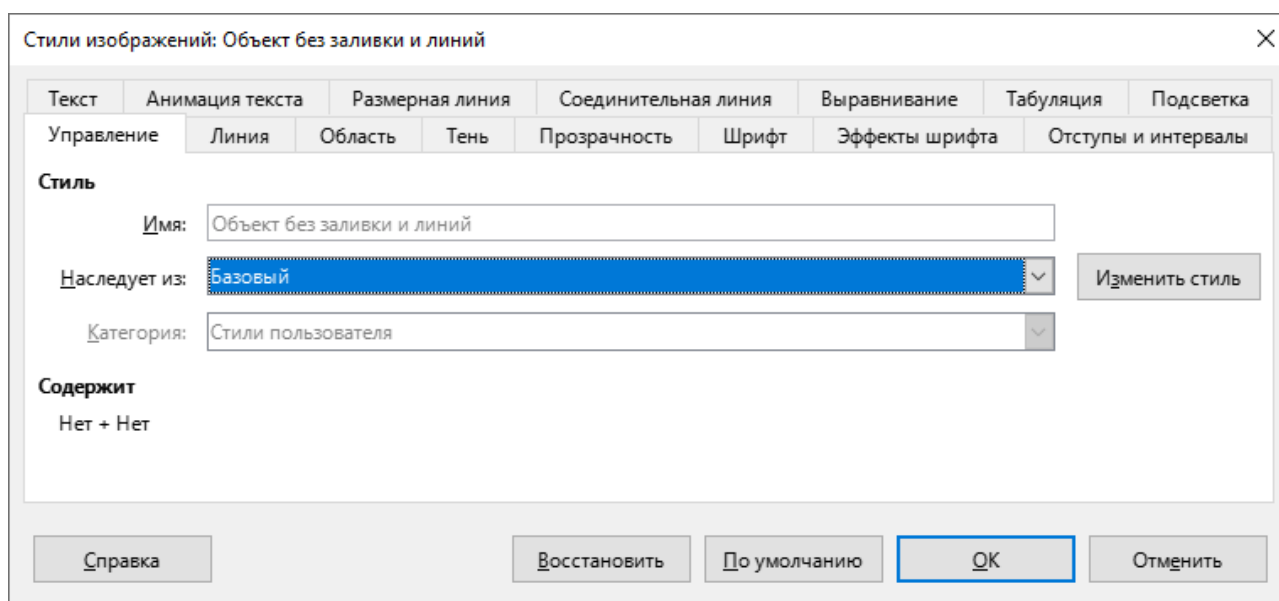 Стили изображений: Объект без заливки и линий
Текст Анимация текста Размерная линия Соединительная линия Выравнивание Табуляция Подсветка
Управление Линия Область Тень Прозрачность Шрифт Эффекты шрифта Отступы и интервалы
Стиль
Имя: Объект без заливки и линий
Наследует из: Базовый Изменить стиль
Категория: Стили пользователя
Содержит
Нет + Нет
Справка Восстановить По умолчанию OK Отменить